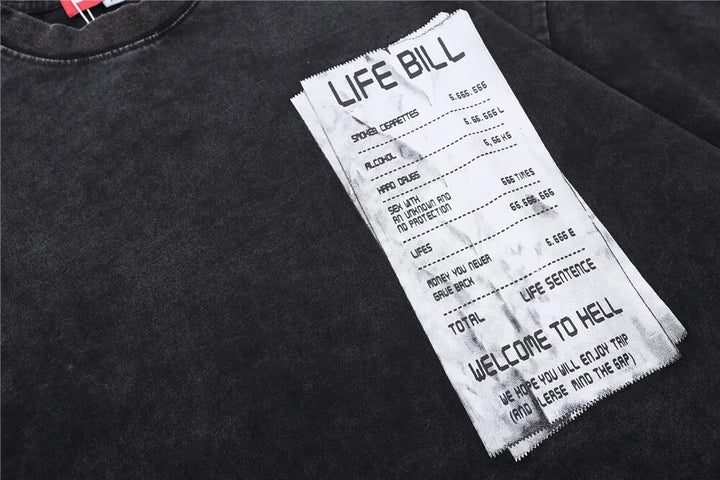 LIFE BILL
SMOKED CIGARETTES 6.666.666
ALCOHOL 6.66.666 L
HARD DRUGS 6,66 KG
SEX WITH
AN UNKNOWN AND
NO PROTECTION 666 TIMES
LIFES 66.666.666
MONEY YOU NEVER
GAVE BACK 6.666 E
TOTAL LIFE SENTENCE
WELCOME TO HELL
WE HOPE YOU WILL ENJOY TRIP
(AND PLEASE MIND THE GAP)